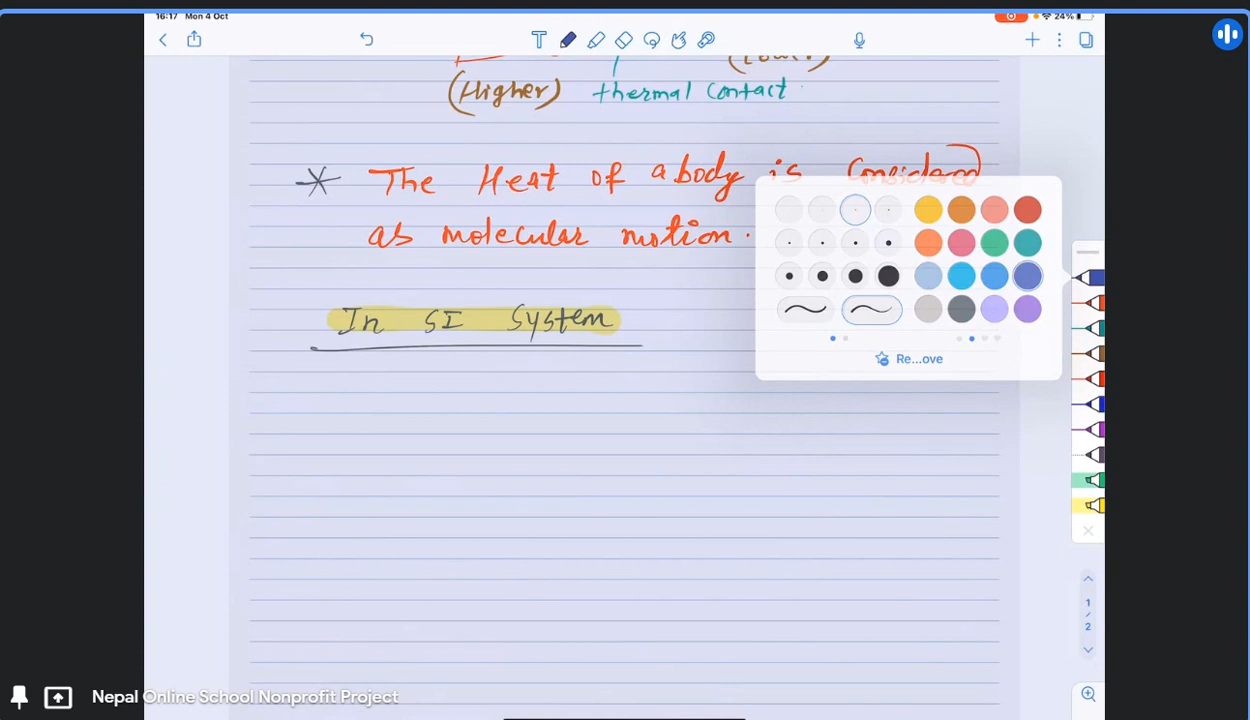 16:17 Mon 4 Oct
24%
(Higher) thermal contact
* The Heat of a body is Considered
as molecular motion.
In SI System
Re...ove
1
/
2
Nepal Online School Nonprofit Project